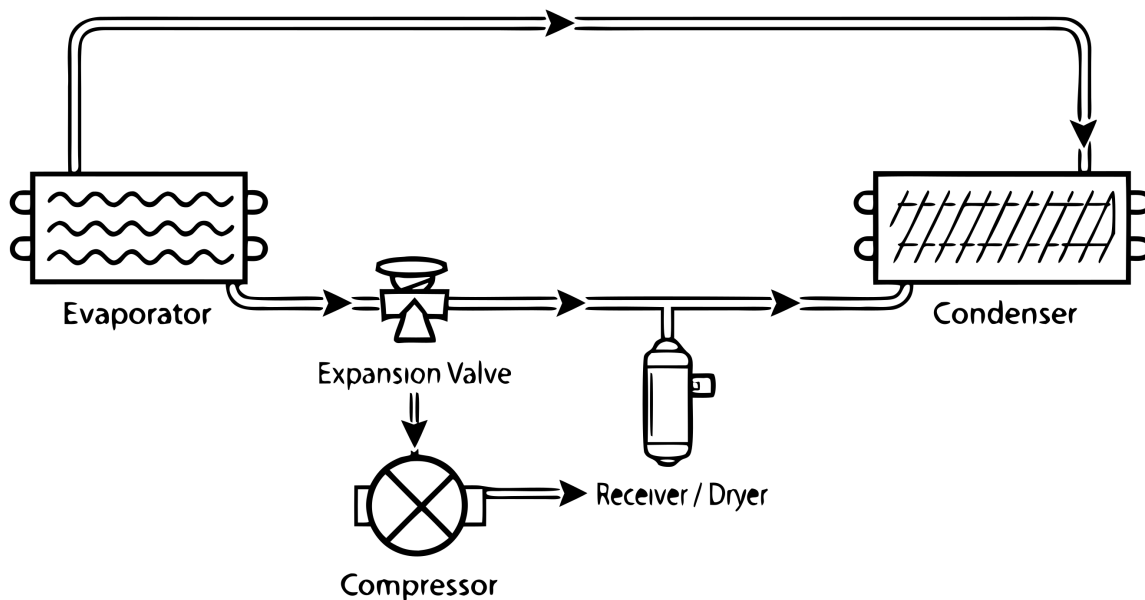 Evaporator
Condenser
Expansion Valve
Receiver / Dryer
Compressor